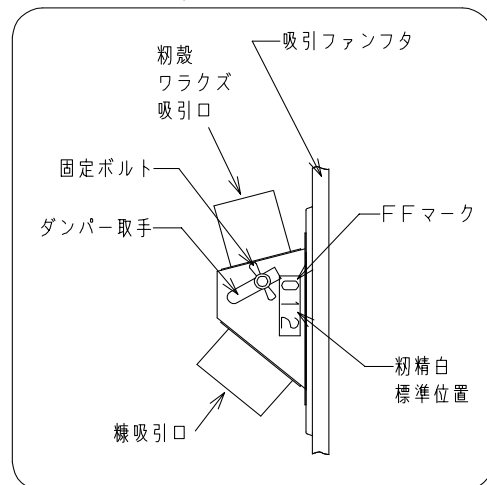 吸引ファンフタ
籾殻
ワラクズ
吸引口
固定ボルト
ダンパー取手
FFマーク
0 1 2
籾精白
標準位置
糠吸引口